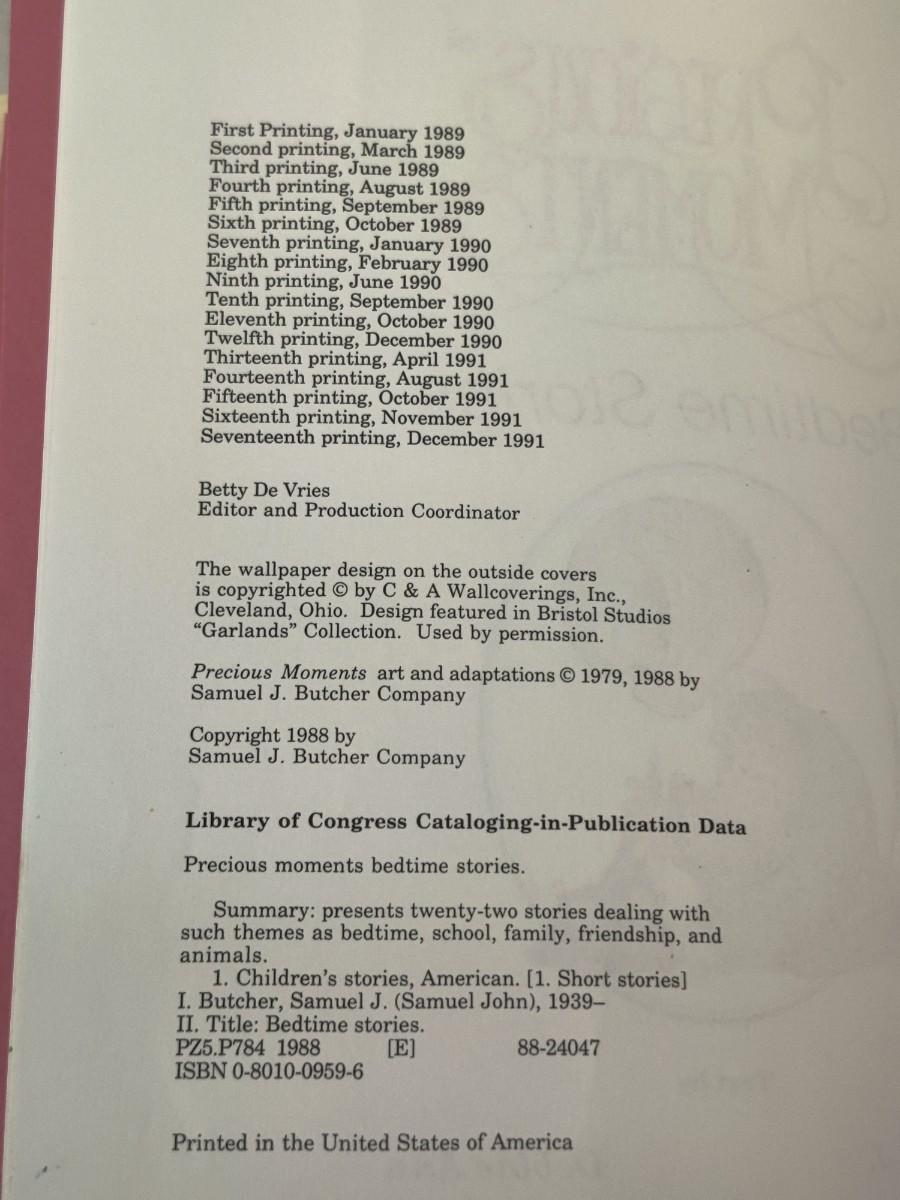 First Printing, January 1989
Second printing, March 1989
Third printing, June 1989
Fourth printing, August 1989
Fifth printing, September 1989
Sixth printing, October 1989
Seventh printing, January 1990
Eighth printing, February 1990
Ninth printing, June 1990
Tenth printing, September 1990
Eleventh printing, October 1990
Twelfth printing, December 1990
Thirteenth printing, April 1991
Fourteenth printing, August 1991
Fifteenth printing, October 1991
Sixteenth printing, November 1991
Seventeenth printing, December 1991
Betty De Vries
Editor and Production Coordinator
The wallpaper design on the outside covers
is copyrighted © by C & A Wallcoverings, Inc.,
Cleveland, Ohio. Design featured in Bristol Studios
“Garlands” Collection. Used by permission.
Precious Moments art and adaptations © 1979, 1988 by
Samuel J. Butcher Company
Copyright 1988 by
Samuel J. Butcher Company
Library of Congress Cataloging-in-Publication Data
Precious moments bedtime stories.
Summary: presents twenty-two stories dealing with
such themes as bedtime, school, family, friendship, and
animals.
1. Children's stories, American. [1. Short stories]
I. Butcher, Samuel J. (Samuel John), 1939–
II. Title: Bedtime stories.
PZ5.P784 1988 [E] 88-24047
ISBN 0-8010-0959-6
Printed in the United States of America